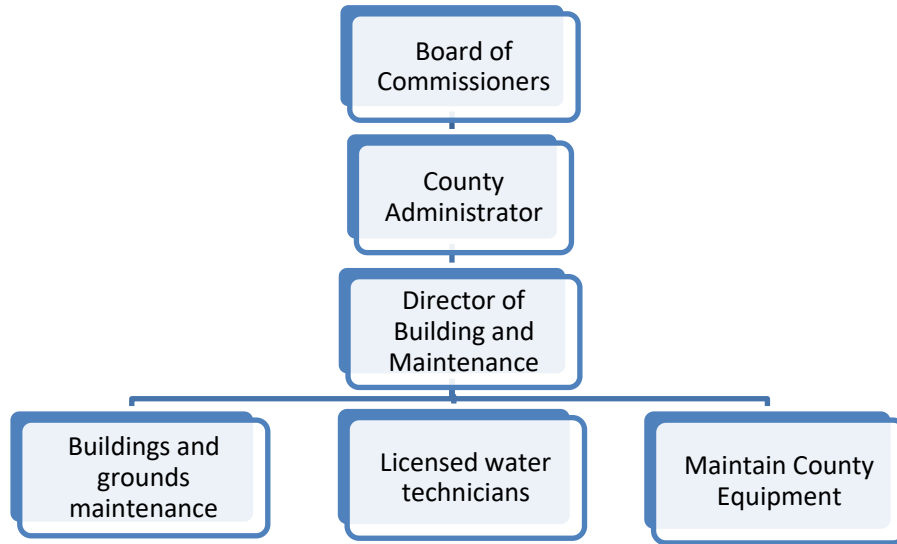 Board of
Commissioners
County
Administrator
Director of
Building and
Maintenance
Buildings and
grounds
maintenance
Licensed water
technicians
Maintain County
Equipment